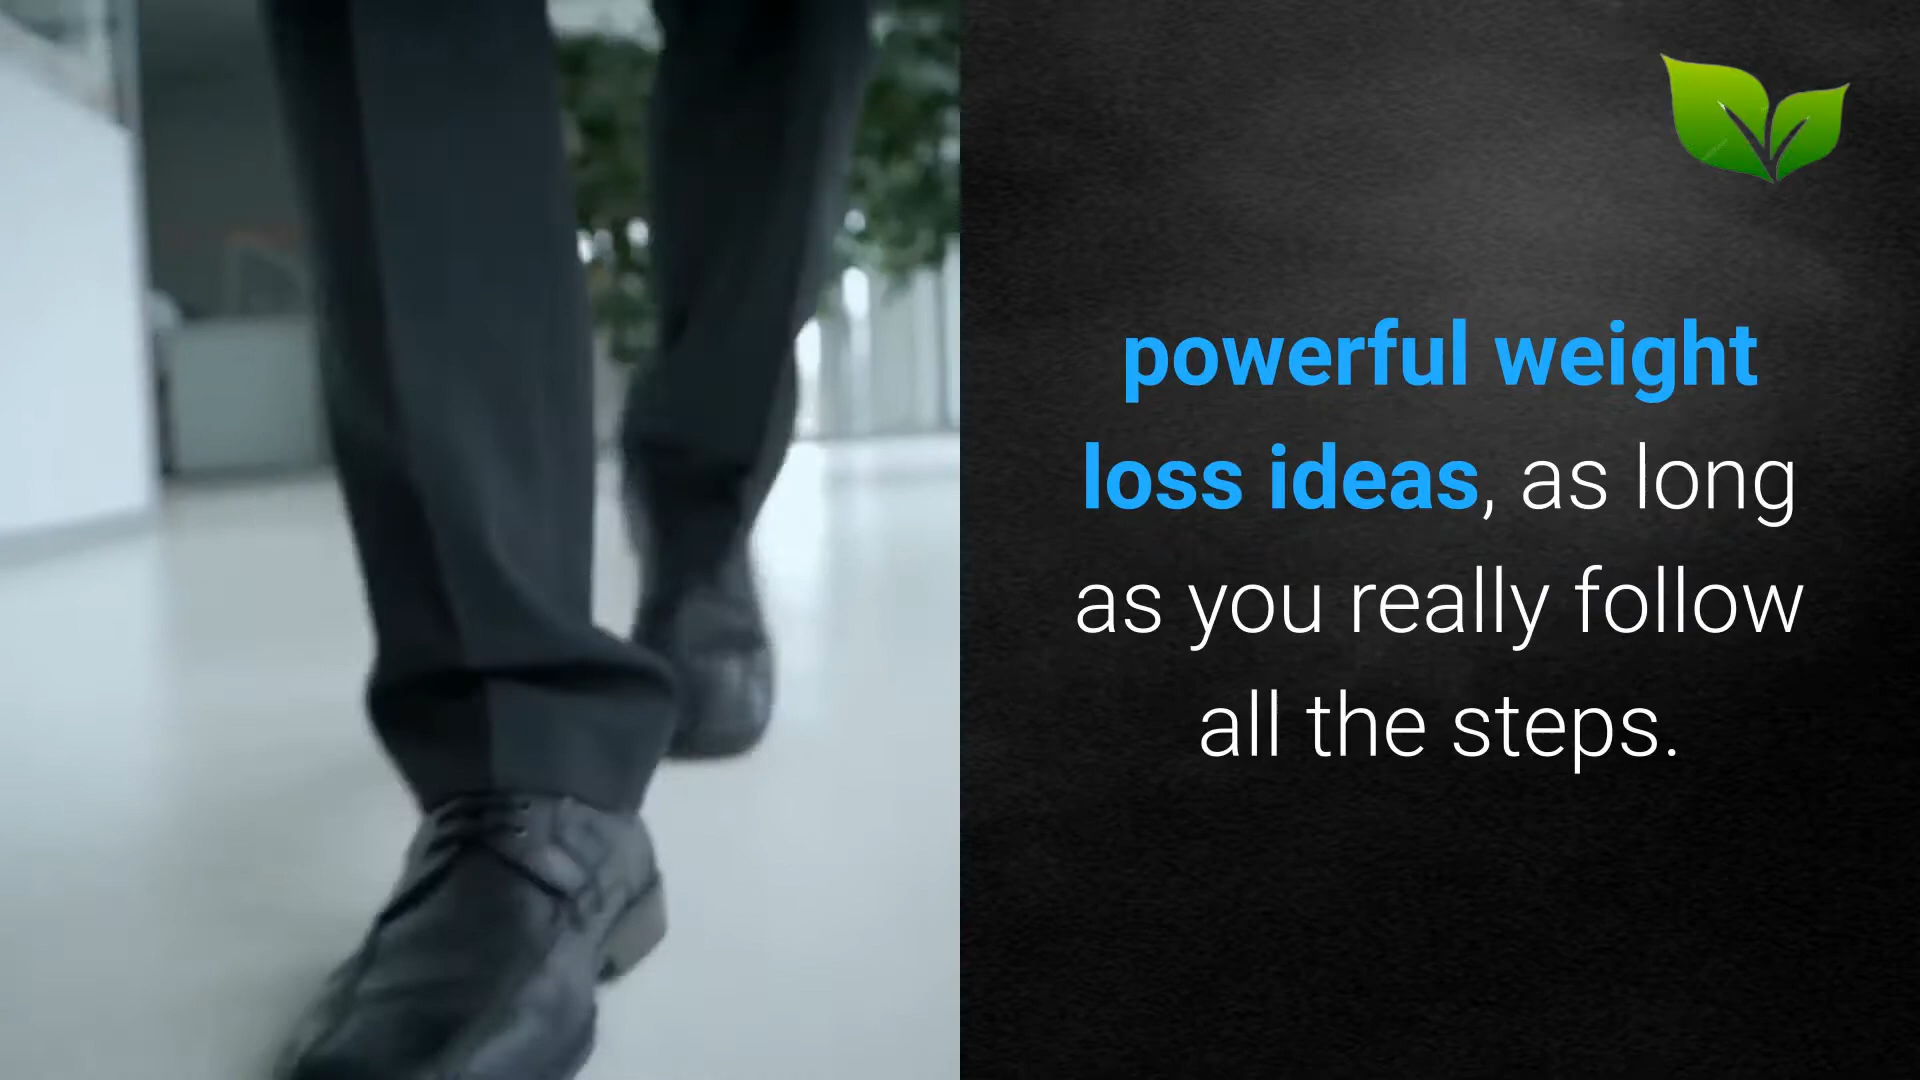 powerful weight
loss ideas, as long
as you really follow
all the steps.